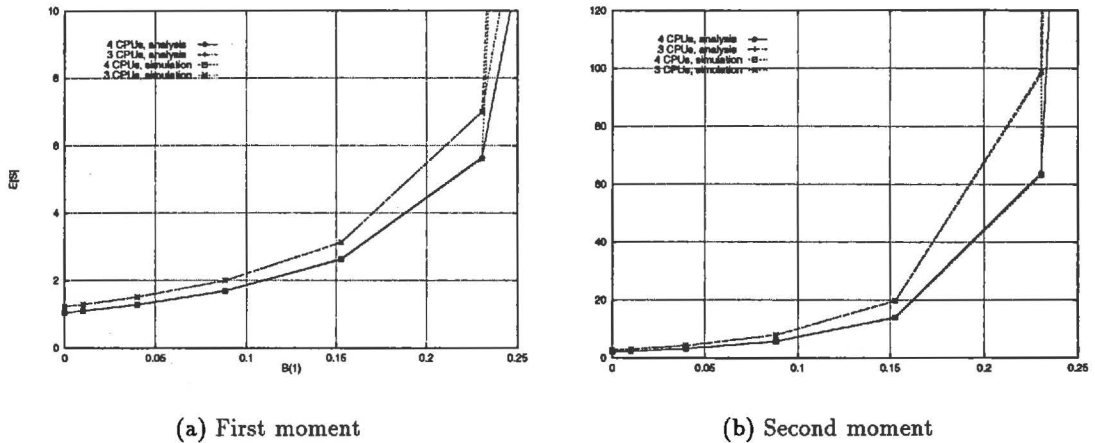 10
8
6
4
2
0
E[S]
4 CPUs, analysis
3 CPUs, analysis
4 CPUs, simulation
3 CPUs, simulation
0
0.05
0.1
0.15
0.2
0.25
B(1)
(a) First moment
120
100
80
60
40
20
0
4 CPUs, analysis
3 CPUs, analysis
4 CPUs, simulation
3 CPUs, simulation
0
0.05
0.1
0.15
0.2
0.25
(b) Second moment